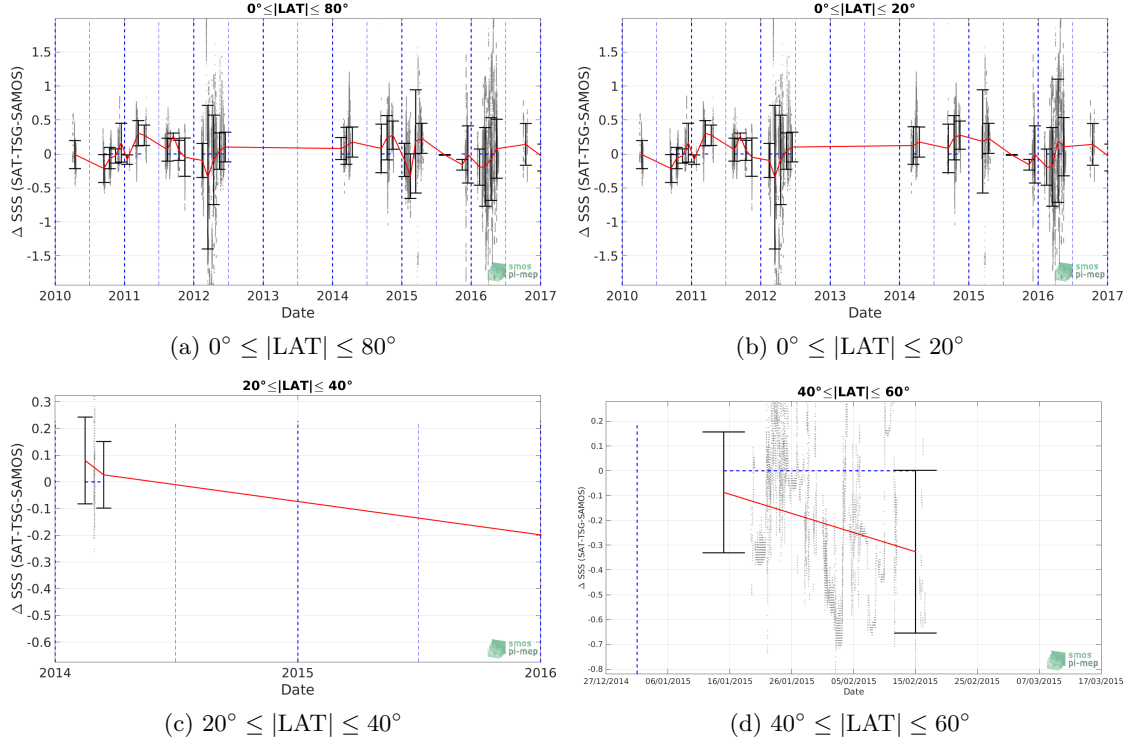 0°≤|LAT|≤ 80°
Δ SSS (SAT-TSG-SAMOS)
1.5
1
0.5
0
-0.5
-1
-1.5
2010 2011 2012 2013 2014 2015 2016 2017
Date
smos
pi-mep
(a) 0° ≤ |LAT| ≤ 80°
0°≤|LAT|≤ 20°
Δ SSS (SAT-TSG-SAMOS)
1.5
1
0.5
0
-0.5
-1
-1.5
2010 2011 2012 2013 2014 2015 2016 2017
Date
smos
pi-mep
(b) 0° ≤ |LAT| ≤ 20°
20°≤|LAT|≤ 40°
Δ SSS (SAT-TSG-SAMOS)
0.3
0.2
0.1
0
-0.1
-0.2
-0.3
-0.4
-0.5
-0.6
2014 2015 2016
Date
smos
pi-mep
(c) 20° ≤ |LAT| ≤ 40°
40°≤|LAT|≤ 60°
Δ SSS (SAT-TSG-SAMOS)
0.2
0.1
0
-0.1
-0.2
-0.3
-0.4
-0.5
-0.6
-0.7
-0.8
27/12/2014 06/01/2015 16/01/2015 26/01/2015 05/02/2015 15/02/2015 25/02/2015 07/03/2015 17/03/2015
Date
smos
pi-mep
(d) 40° ≤ |LAT| ≤ 60°